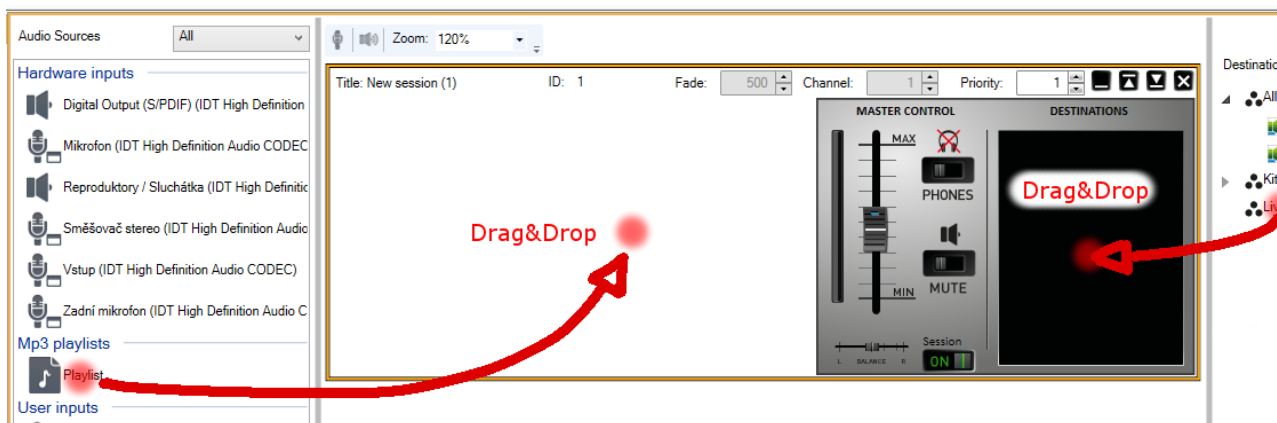 Audio Sources
All
Hardware inputs
Digital Output (S/PDIF) (IDT High Definition
Mikrofon (IDT High Definition Audio CODEC
Reproduktory / Sluchátka (IDT High Definitic
Směšovač stereo (IDT High Definition Audio
Vstup (IDT High Definition Audio CODEC)
Zadní mikrofon (IDT High Definition Audio C
Mp3 playlists
Playlist
User inputs
Zoom: 120%
Title: New session (1) ID: 1 Fade: 500 Channel: 1 Priority: 1
Drag&Drop
MASTER CONTROL
MAX
PHONES
MUTE
MIN
L BALANCE R
Session
ON
DESTINATIONS
Drag&Drop
Destinatio
All
Kit
Liv